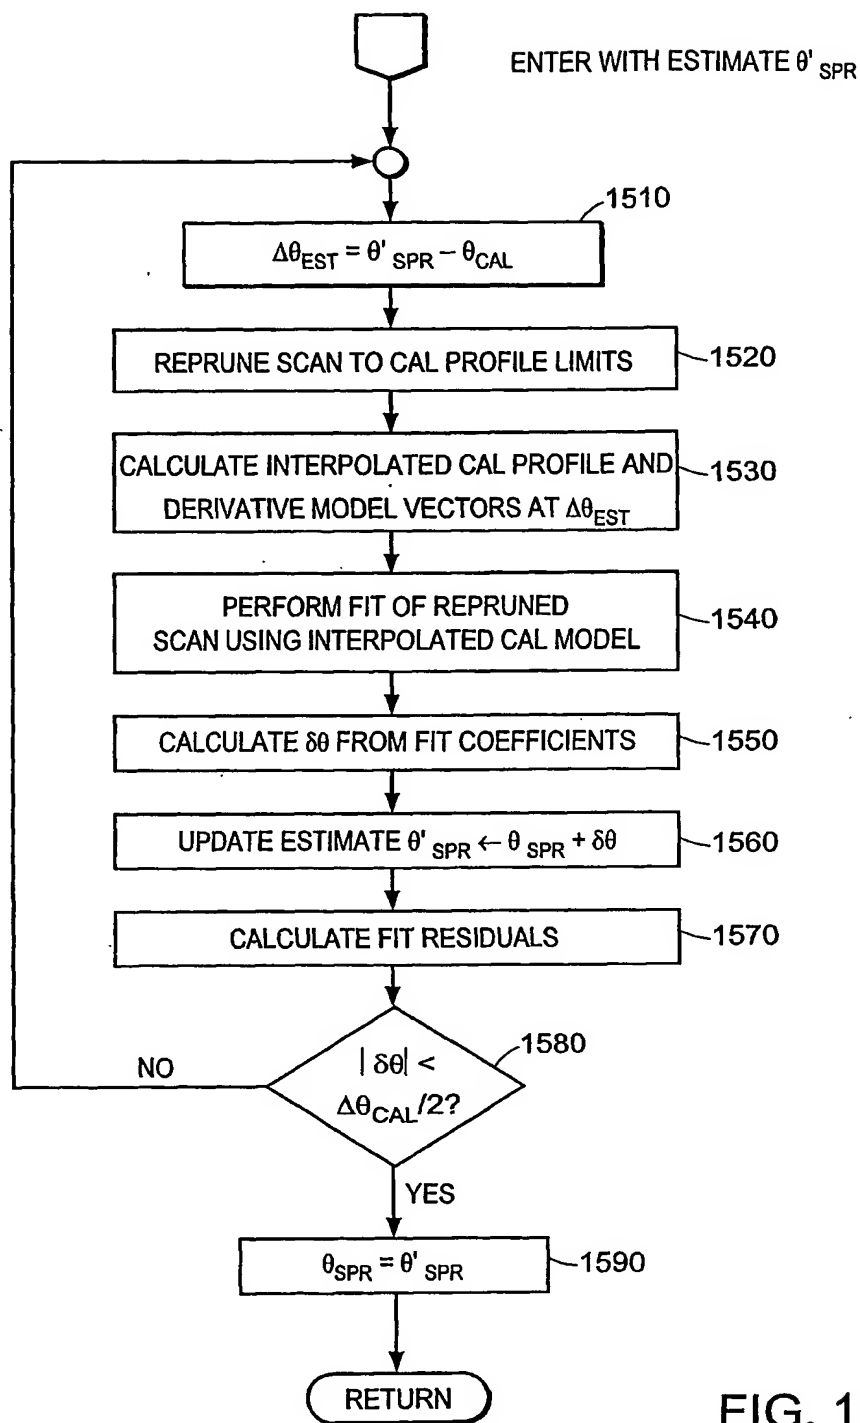 ENTER WITH ESTIMATE θ'SPR
1510
ΔθEST = θ'SPR – θCAL
REPRUNE SCAN TO CAL PROFILE LIMITS
1520
CALCULATE INTERPOLATED CAL PROFILE AND
DERIVATIVE MODEL VECTORS AT ΔθEST
1530
PERFORM FIT OF REPRUNED
SCAN USING INTERPOLATED CAL MODEL
1540
CALCULATE δθ FROM FIT COEFFICIENTS
1550
UPDATE ESTIMATE θ'SPR ← θSPR + δθ
1560
CALCULATE FIT RESIDUALS
1570
1580
| δθ| <
ΔθCAL/2?
NO
YES
θSPR = θ'SPR
1590
RETURN
FIG. 1